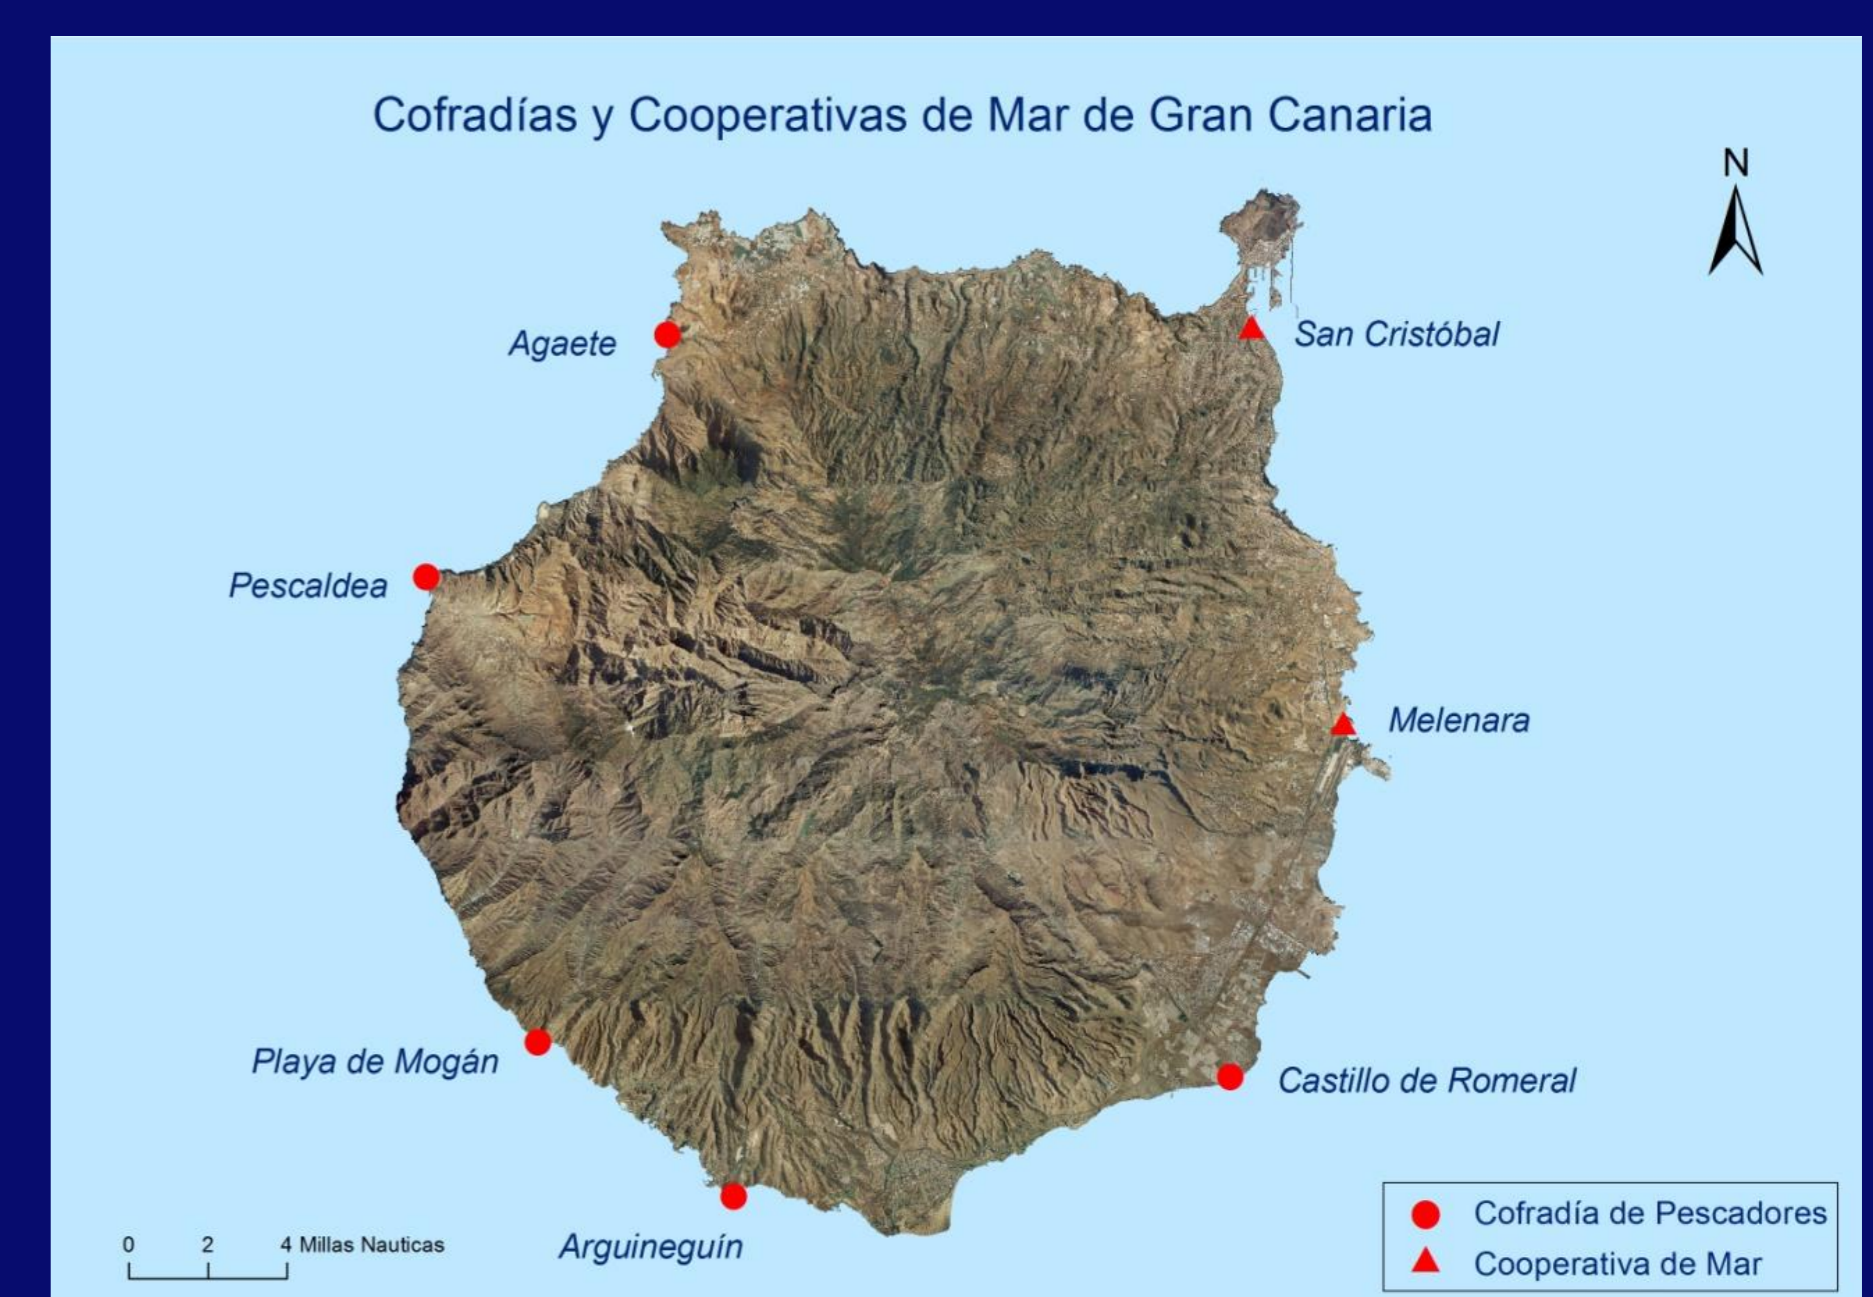 Cofradías y Cooperativas de Mar de Gran Canaria
N
Agaete
San Cristóbal
Pescaldea
Melenara
Playa de Mogán
Castillo de Romeral
Arguineguín
0 2 4 Millas Nauticas
Cofradía de Pescadores
Cooperativa de Mar